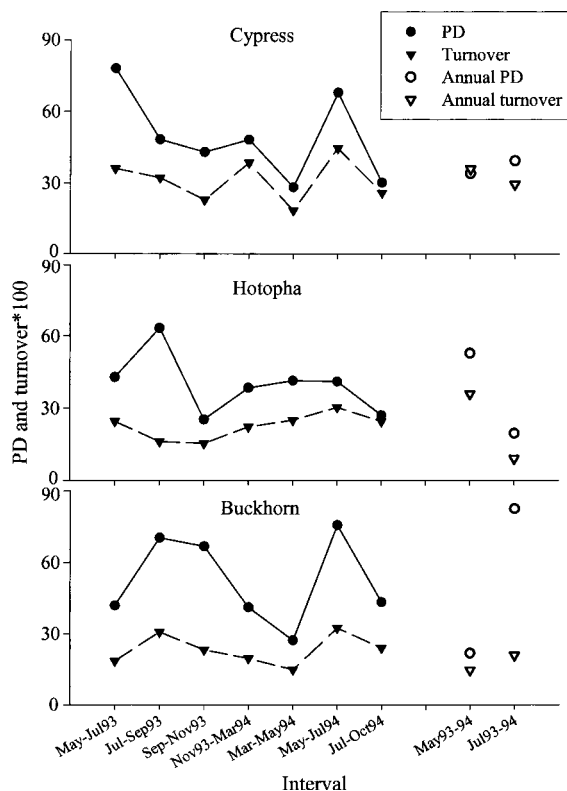 Cypress
PD
Turnover
Annual PD
Annual turnover
90
60
30
0
Hotopha
90
60
30
0
Buckhorn
90
60
30
0
PD and turnover*100
May-Jul93
Jul-Sep93
Sep-Nov93
Nov93-Mar94
Mar-May94
May-Jul94
Jul-Oct94
May93-94
Jul93-94
Interval